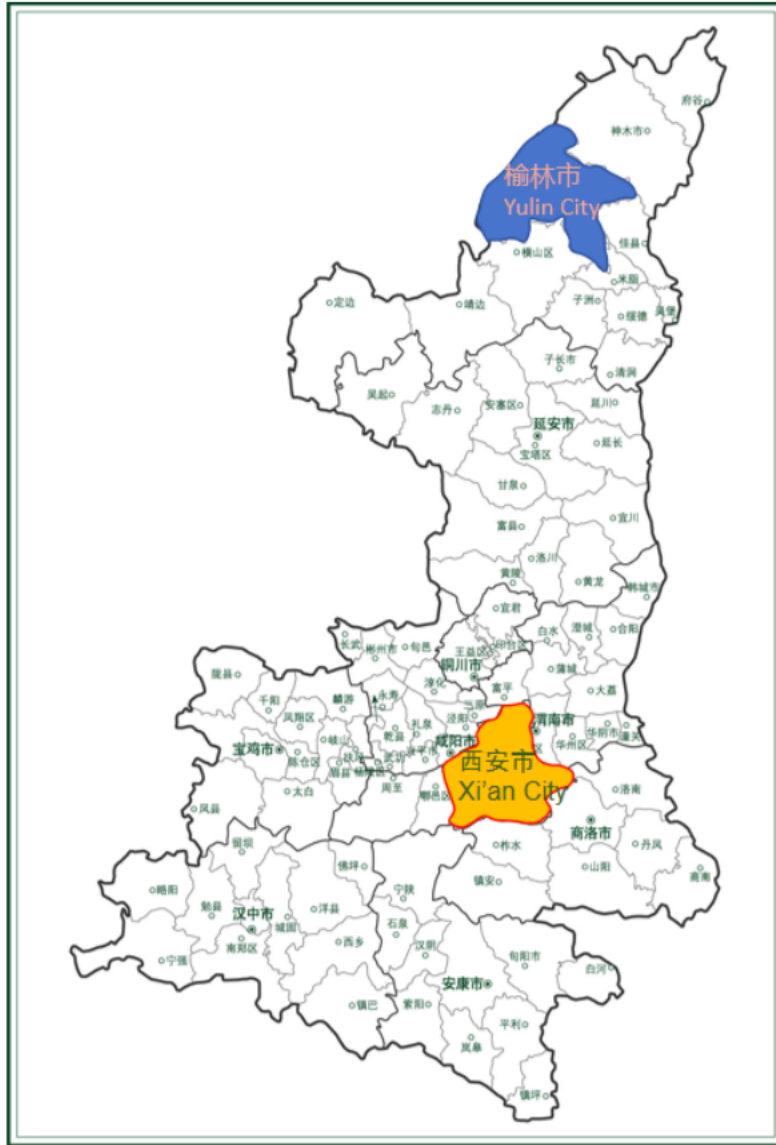 府谷
神木市
榆林市
Yulin City
佳县
横山区
米脂
定边
靖边
子洲
绥德
吴堡
子长市
清涧
吴起
志丹
安塞区
延川
延安市
延长
宝塔区
甘泉
富县
宜川
洛川
黄陵
黄龙
韩城市
宜君
长武
旬邑
彬州市
王益区
印台区
白水
澄城
合阳
铜川市
蒲城
陇县
淳化
富平
大荔
千阳
麟游
永寿
三原
凤翔区
礼泉
泾阳
渭南市
岐山
乾县
咸阳市
华州区
华阴市
潼关
宝鸡市
陈仓区
扶风
兴平市
武功
眉县
杨陵区
西安市
Xi'an City
区
太白
周至
鄠邑区
洛南
凤县
商洛市
留坝
柞水
丹凤
佛坪
山阳
商南
镇安
宁陕
略阳
勉县
洋县
汉中市
城固
石泉
南郑区
西乡
汉阴
旬阳市
宁强
白河
安康市
镇巴
紫阳
平利
岚皋
镇坪